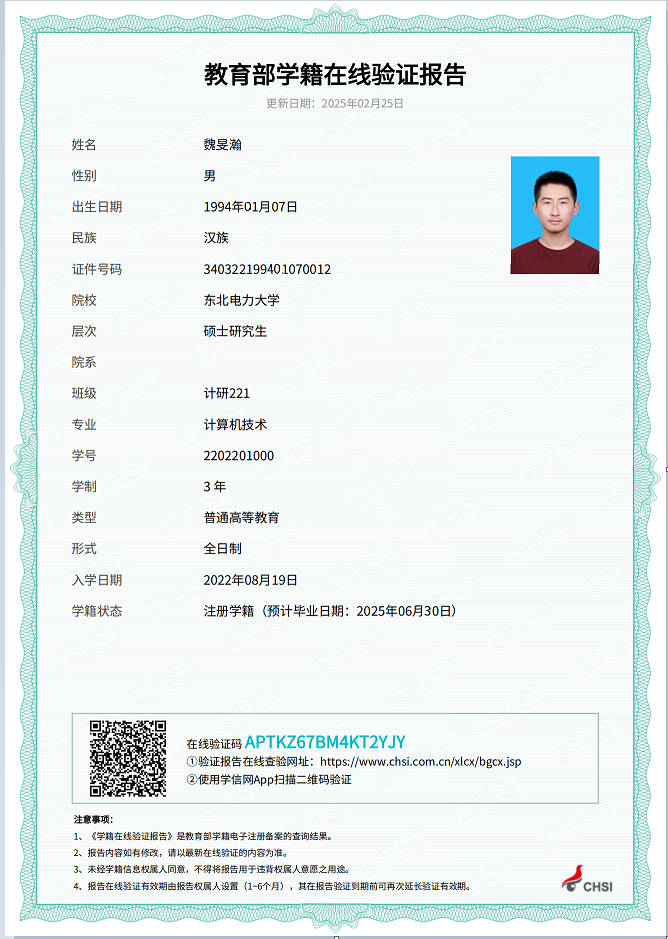 教育部学籍在线验证报告
更新日期：2025年02月25日
姓名 魏旻瀚
性别 男
出生日期 1994年01月07日
民族 汉族
证件号码 340322199401070012
院校 东北电力大学
层次 硕士研究生
院系
班级 计研221
专业 计算机技术
学号 2202201000
学制 3 年
类型 普通高等教育
形式 全日制
入学日期 2022年08月19日
学籍状态 注册学籍（预计毕业日期：2025年06月30日）
在线验证码 APTKZ67BM4KT2YJY
①验证报告在线查验网址：https://www.chsi.com.cn/xlcx/bgcx.jsp
②使用学信网App扫描二维码验证
注意事项：
1、《学籍在线验证报告》是教育部学籍电子注册备案的查询结果。
2、报告内容如有修改，请以最新在线验证的内容为准。
3、未经学籍信息权属人同意，不得将报告用于违背权属人意愿之用途。
4、报告在线验证有效期由报告权属人设置（1~6个月），其在报告验证到期前可再次延长验证有效期。
CHSI